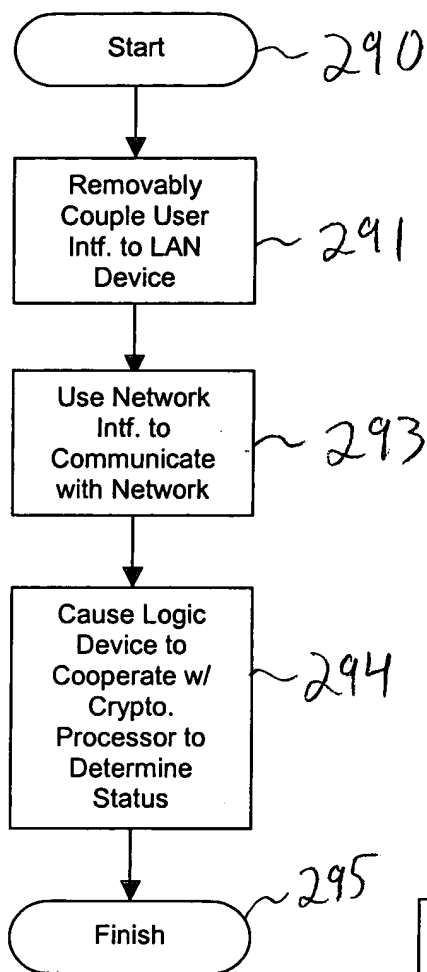 Start
290
Removably
Couple User
Intf. to LAN
Device
291
Use Network
Intf. to
Communicate
with Network
293
Cause Logic
Device to
Cooperate w/
Crypto.
Processor to
Determine
Status
294
Finish
295